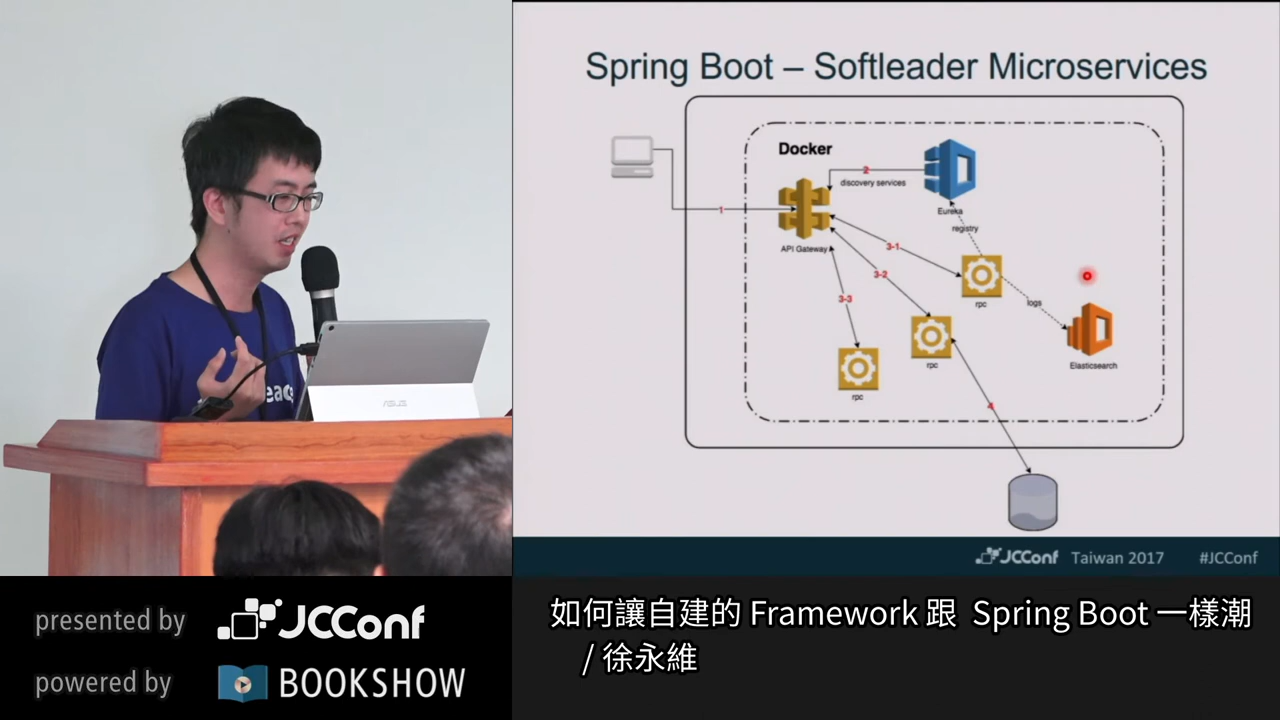 Spring Boot – Softleader Microservices
Docker
2
discovery services
1
API Gateway
Eureka
registry
3-1
3-2
3-3
rpc
logs
rpc
rpc
Elasticsearch
4
ASUS
JCConf Taiwan 2017 #JCConf
presented by JCConf
powered by BOOKSHOW
如何讓自建的 Framework 跟 Spring Boot 一樣潮
/ 徐永維